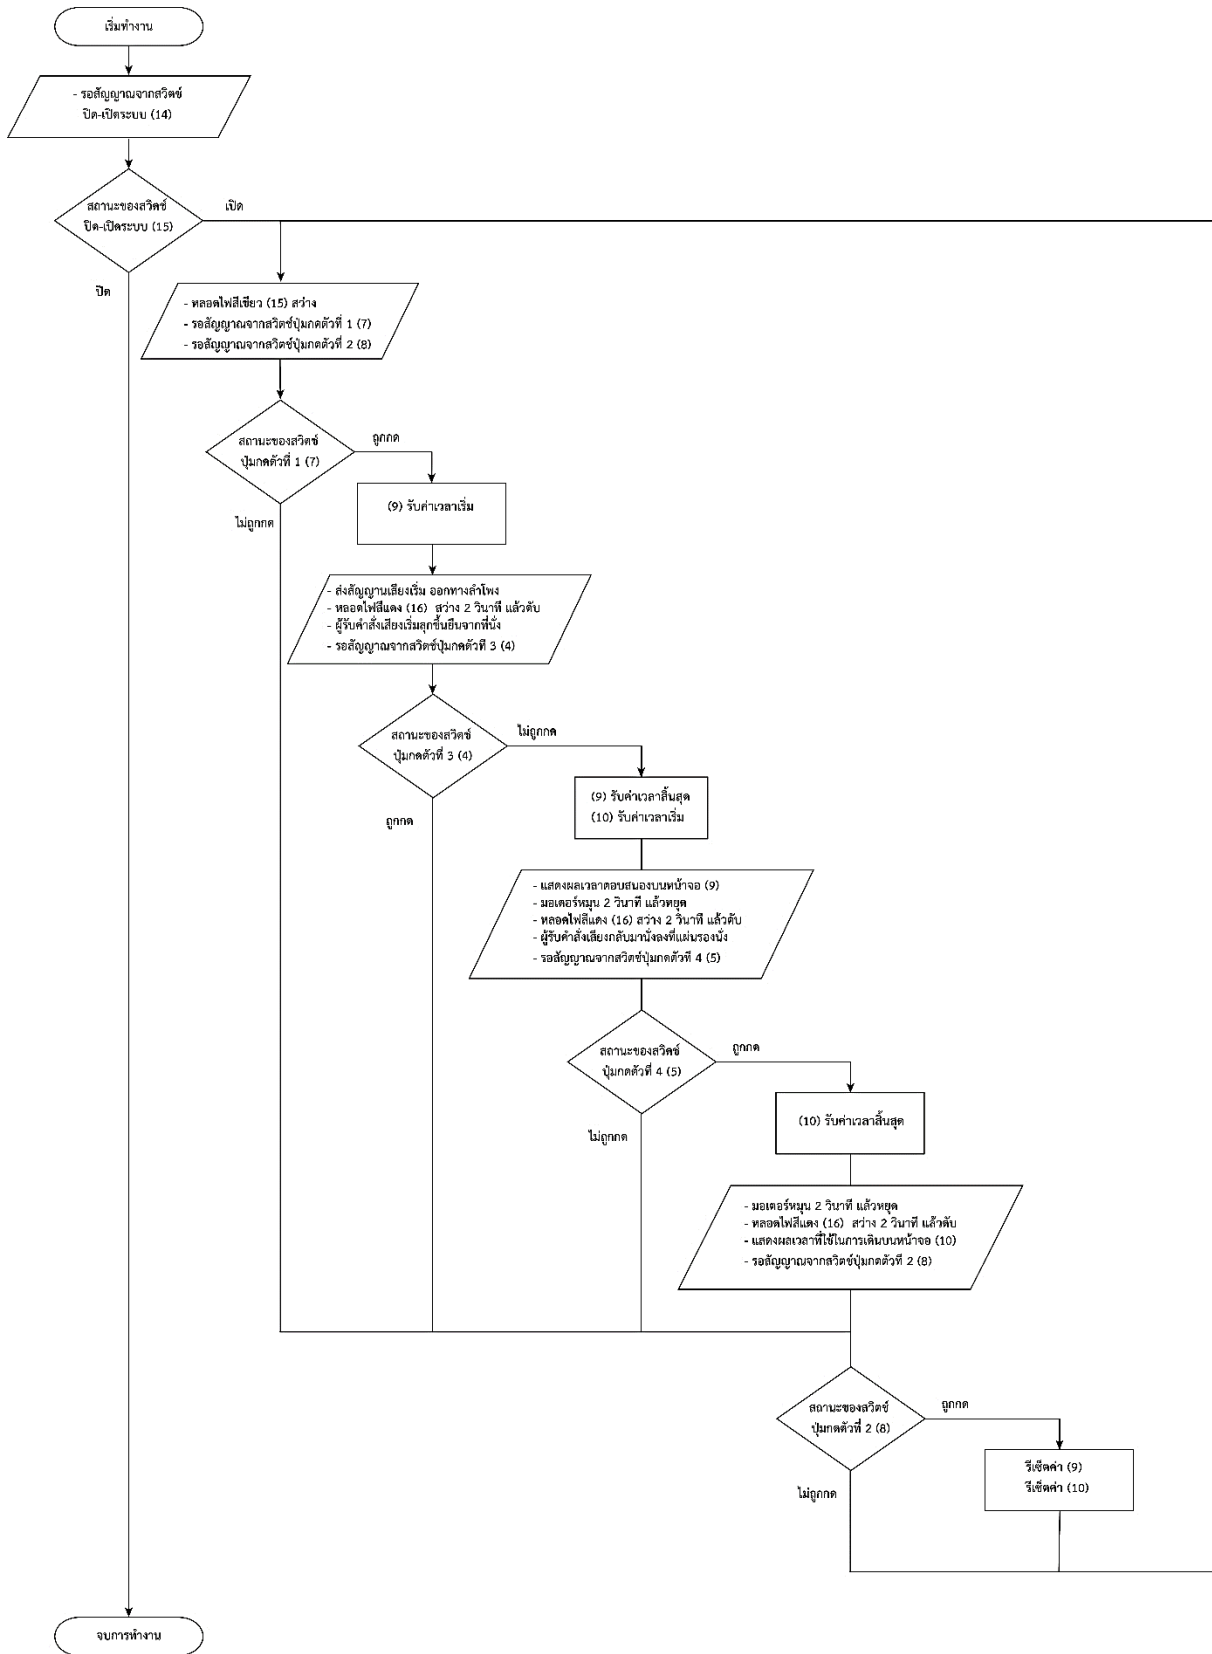 เริ่มทำงาน
- รอสัญญาณจากสวิตช์
ปิด-เปิดระบบ (14)
สถานะของสวิตช์
ปิด-เปิดระบบ (15)
เปิด
ปิด
- หลอดไฟสีเขียว (15) สว่าง
- รอสัญญาณจากสวิตช์ปุ่มกดตัวที่ 1 (7)
- รอสัญญาณจากสวิตช์ปุ่มกดตัวที่ 2 (8)
สถานะของสวิตช์
ปุ่มกดตัวที่ 1 (7)
ถูกกด
ไม่ถูกกด
(9) รับค่าเวลาเริ่ม
- ส่งสัญญานเสียงเริ่ม ออกทางลำโพง
- หลอดไฟสีแดง (16) สว่าง 2 วินาที แล้วดับ
- ผู้รับคำสั่งเสียงเริ่มลุกขึ้นยืนจากที่นั่ง
- รอสัญญาณจากสวิตช์ปุ่มกดตัวที่ 3 (4)
สถานะของสวิตช์
ปุ่มกดตัวที่ 3 (4)
ไม่ถูกกด
ถูกกด
(9) รับค่าเวลาสิ้นสุด
(10) รับค่าเวลาเริ่ม
- แสดงผลเวลาตอบสนองบนหน้าจอ (9)
- มอเตอร์หมุน 2 วินาที แล้วหยุด
- หลอดไฟสีแดง (16) สว่าง 2 วินาที แล้วดับ
- ผู้รับคำสั่งเสียงกลับมานั่งลงที่แผ่นรองนั่ง
- รอสัญญาณจากสวิตช์ปุ่มกดตัวที่ 4 (5)
สถานะของสวิตช์
ปุ่มกดตัวที่ 4 (5)
ถูกกด
ไม่ถูกกด
(10) รับค่าเวลาสิ้นสุด
- มอเตอร์หมุน 2 วินาที แล้วหยุด
- หลอดไฟสีแดง (16) สว่าง 2 วินาที แล้วดับ
- แสดงผลเวลาที่ใช้ในการเดินบนหน้าจอ (10)
- รอสัญญาณจากสวิตช์ปุ่มกดตัวที่ 2 (8)
สถานะของสวิตช์
ปุ่มกดตัวที่ 2 (8)
ถูกกด
ไม่ถูกกด
รีเซ็ตค่า (9)
รีเซ็ตค่า (10)
จบการทำงาน